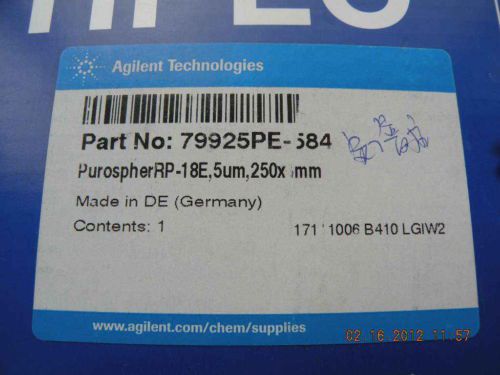 HPLC
Agilent Technologies
Part No: 79925PE-584
PurospherRP-18E,5um,250x mm
Made in DE (Germany)
Contents: 1
1006 B410 LGIW2
www.agilent.com/chem/supplies
02 16 2012 11:57